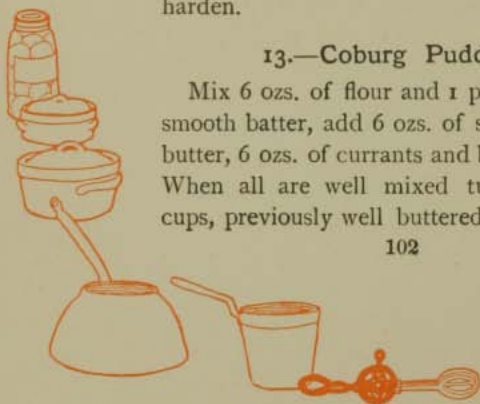 harden.
13.—Coburg Pudd
Mix 6 ozs. of flour and 1 p
smooth batter, add 6 ozs. of s
butter, 6 ozs. of currants and b
When all are well mixed tu
cups, previously well buttered
102